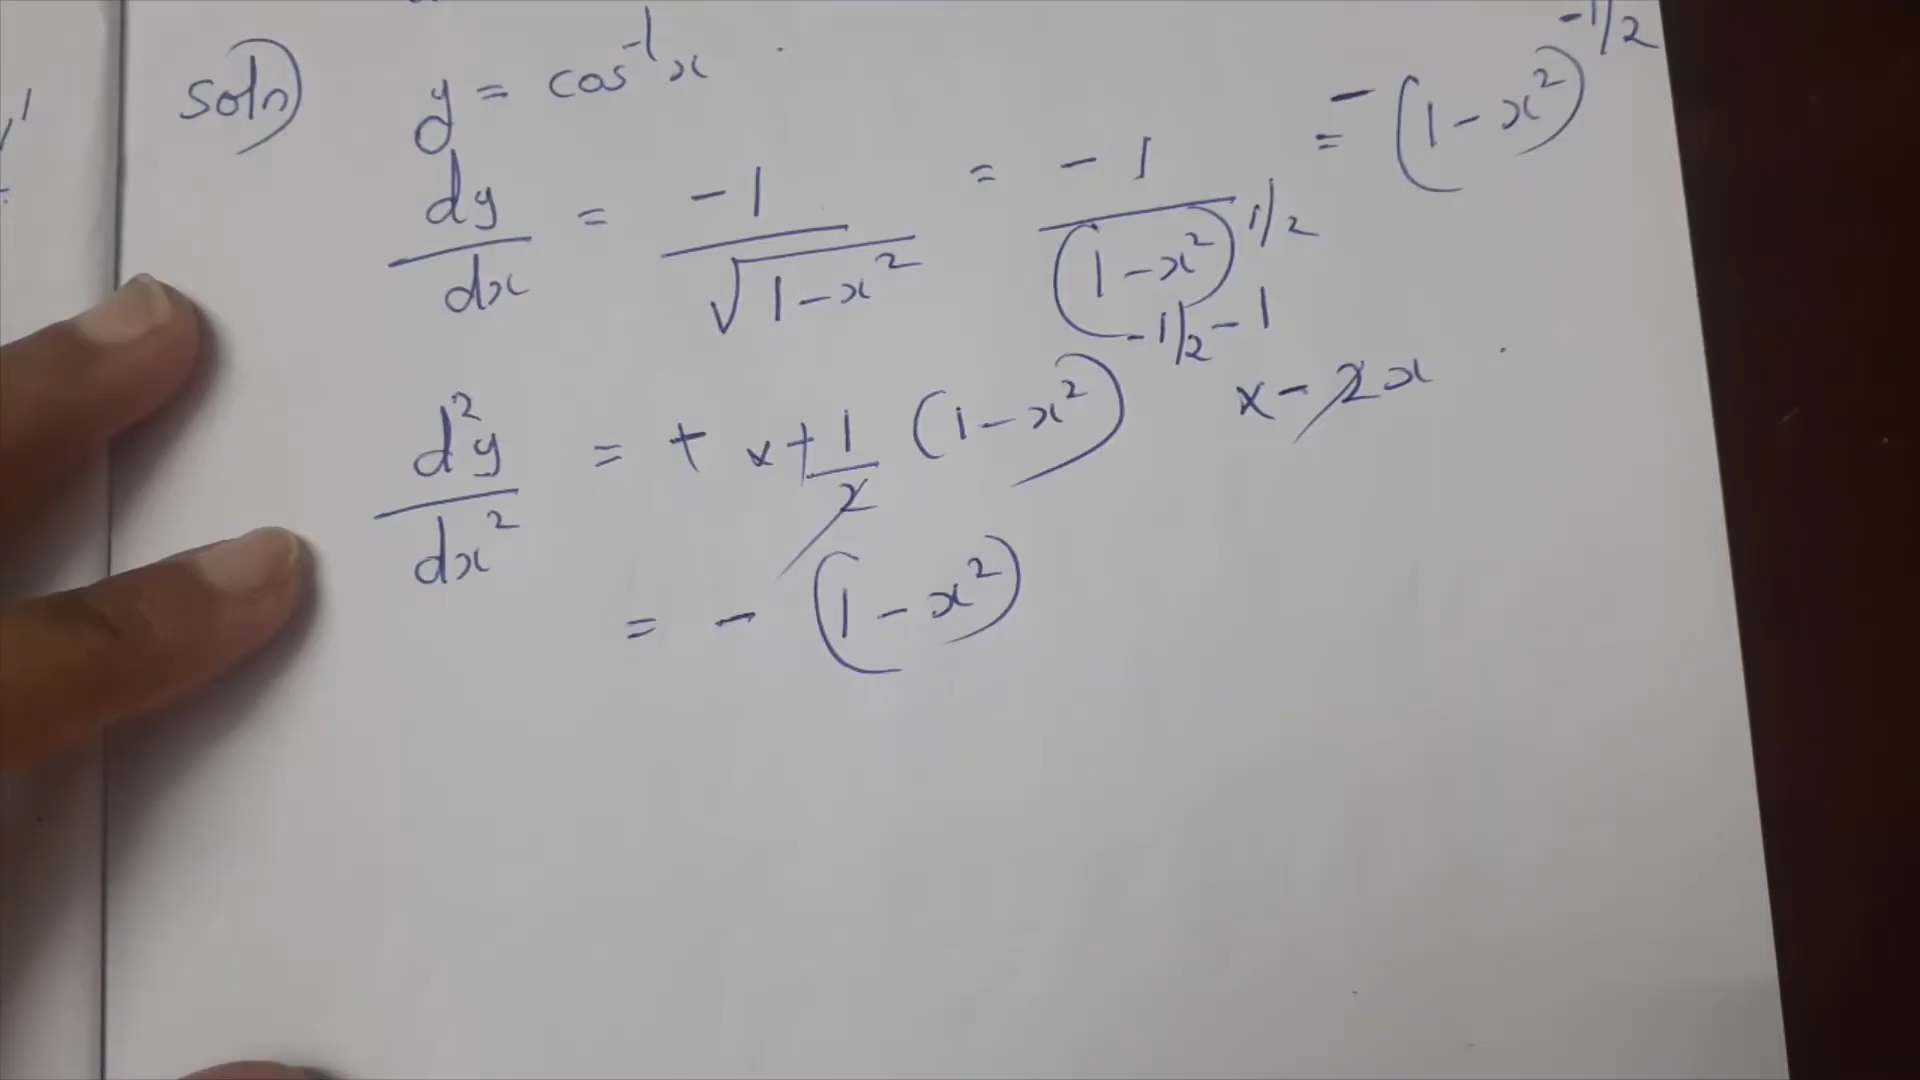 soln) y = cos⁻¹x
dy/dx = -1/√(1-x²) = -1/(1-x²)^1/2 = -(1-x²)^-1/2
d²y/dx² = + x + 1/2 (1-x²)^-1/2-1 x - 2x
= - (1-x²)